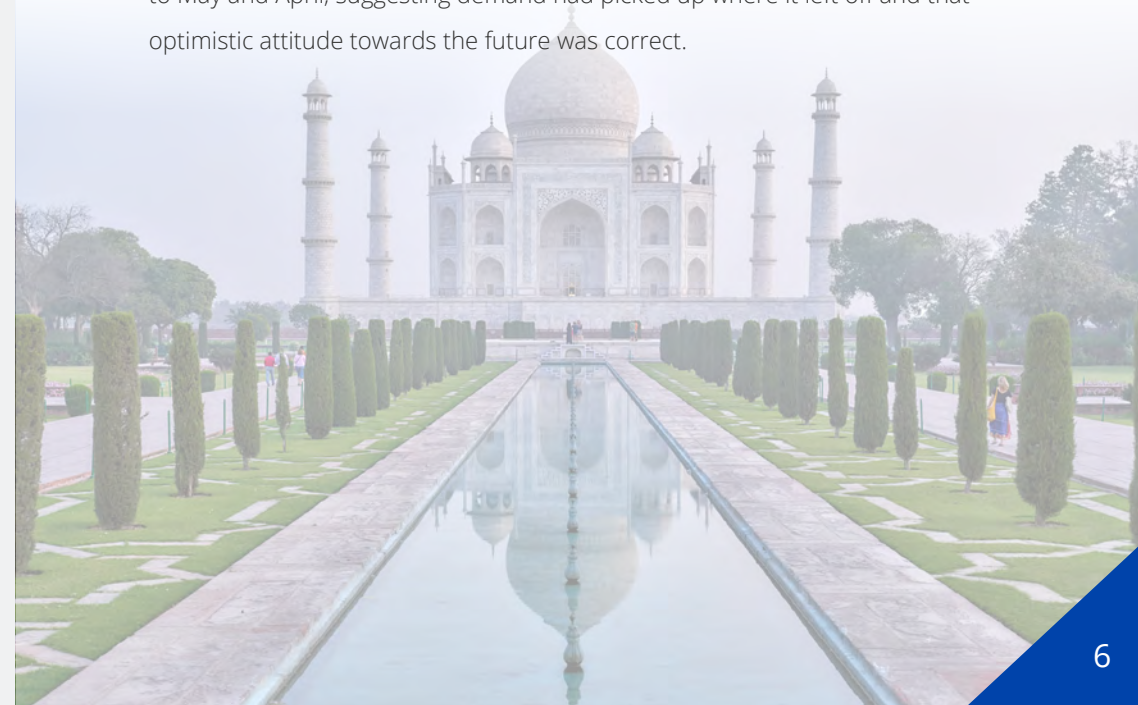 to May and April, suggesting demand had picked up where it left off and that
optimistic attitude towards the future was correct.
6